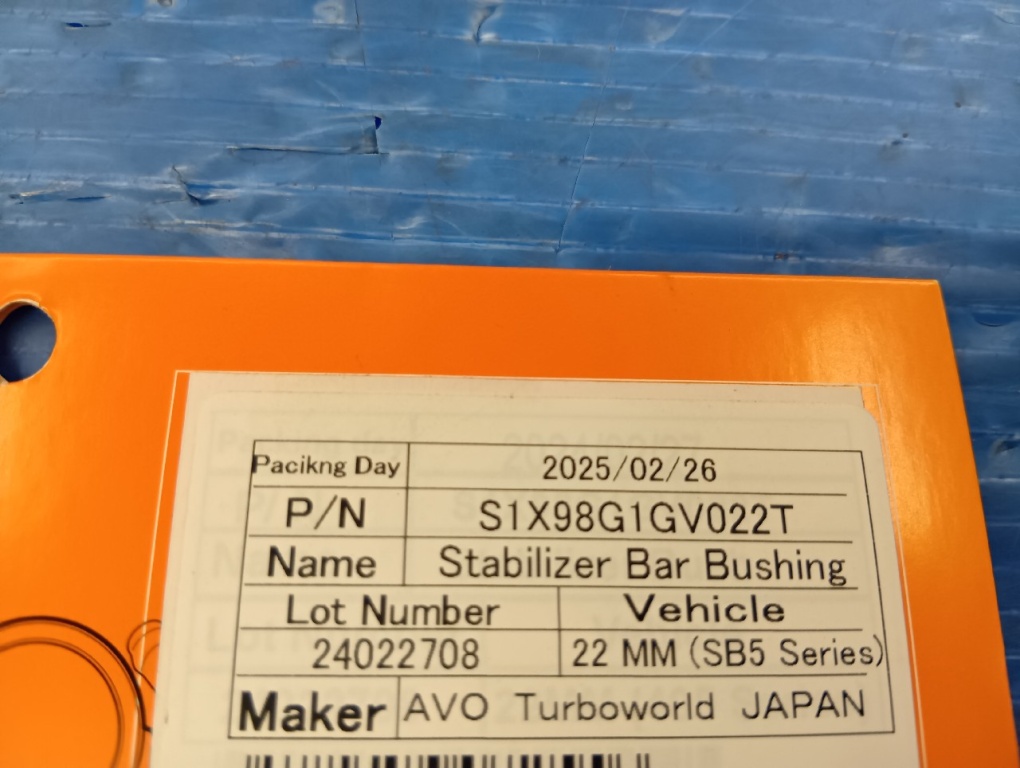 Pacikng Day 2025/02/26
P/N S1X98G1GV022T
Name Stabilizer Bar Bushing
Lot Number Vehicle
24022708 22 MM (SB5 Series)
Maker AVO Turboworld JAPAN